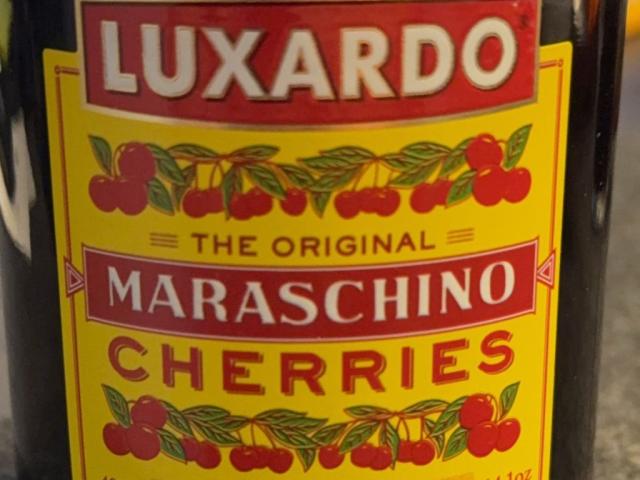 LUXARDO
THE ORIGINAL
MARASCHINO
CHERRIES